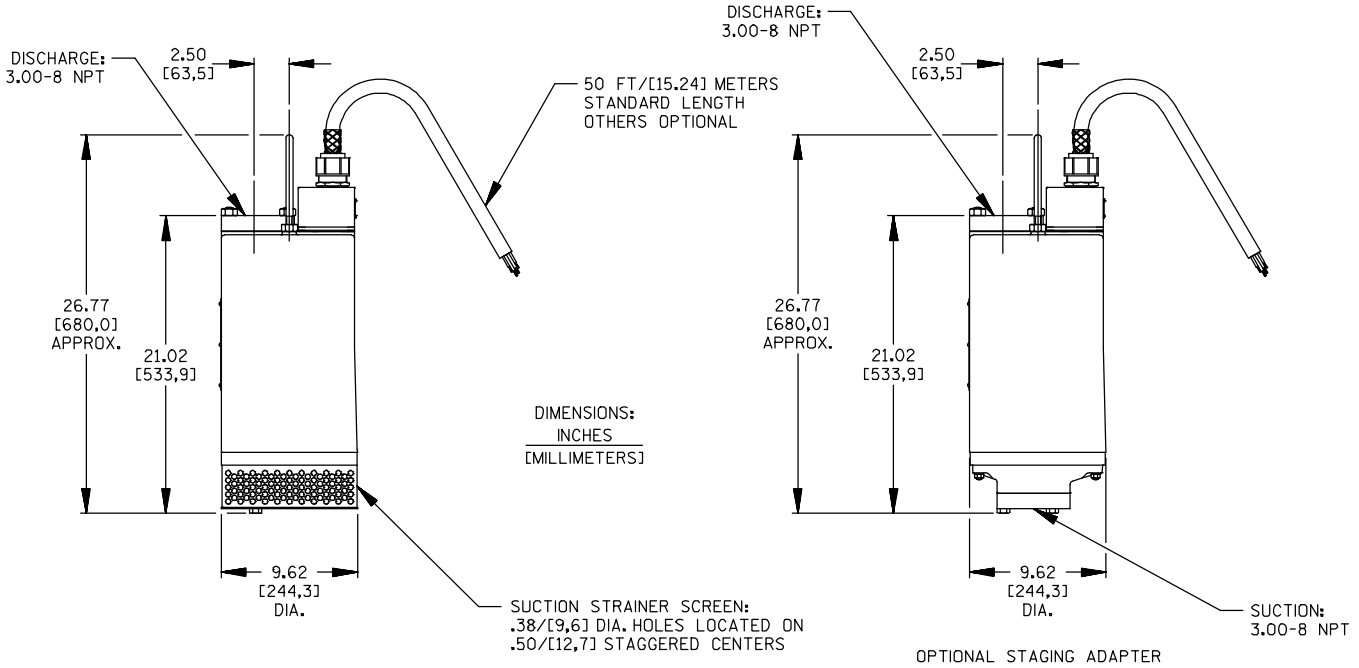 DISCHARGE:
3.00-8 NPT
2.50
[63,5]
50 FT/[15.24] METERS
STANDARD LENGTH
OTHERS OPTIONAL
26.77
[680,0]
APPROX.
21.02
[533,9]
9.62
[244,3]
DIA.
SUCTION STRAINER SCREEN:
.38/[9,6] DIA. HOLES LOCATED ON
.50/[12,7] STAGGERED CENTERS
DIMENSIONS:
INCHES
[MILLIMETERS]
DISCHARGE:
3.00-8 NPT
2.50
[63,5]
26.77
[680,0]
APPROX.
21.02
[533,9]
9.62
[244,3]
DIA.
SUCTION:
3.00-8 NPT
OPTIONAL STAGING ADAPTER